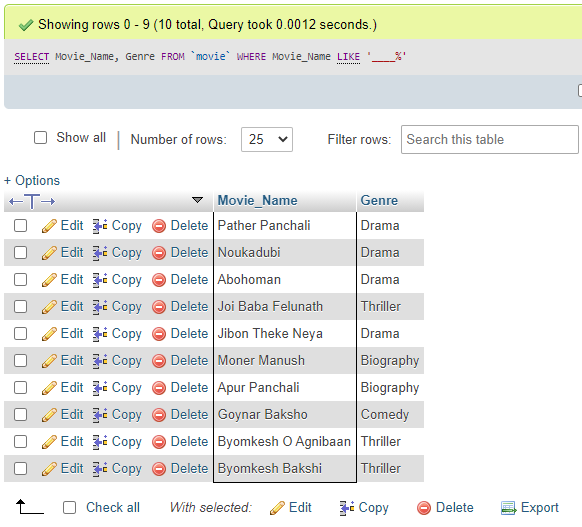 Showing rows 0 - 9 (10 total, Query took 0.0012 seconds.)
SELECT Movie_Name, Genre FROM `movie` WHERE Movie_Name LIKE '____%'
Show all Number of rows: 25 Filter rows: Search this table
+ Options
Movie_Name Genre
Edit Copy Delete Pather Panchali Drama
Edit Copy Delete Noukadubi Drama
Edit Copy Delete Abohoman Drama
Edit Copy Delete Joi Baba Felunath Thriller
Edit Copy Delete Jibon Theke Neya Drama
Edit Copy Delete Moner Manush Biography
Edit Copy Delete Apur Panchali Biography
Edit Copy Delete Goynar Baksho Comedy
Edit Copy Delete Byomkesh O Agnibaan Thriller
Edit Copy Delete Byomkesh Bakshi Thriller
Check all With selected: Edit Copy Delete Export